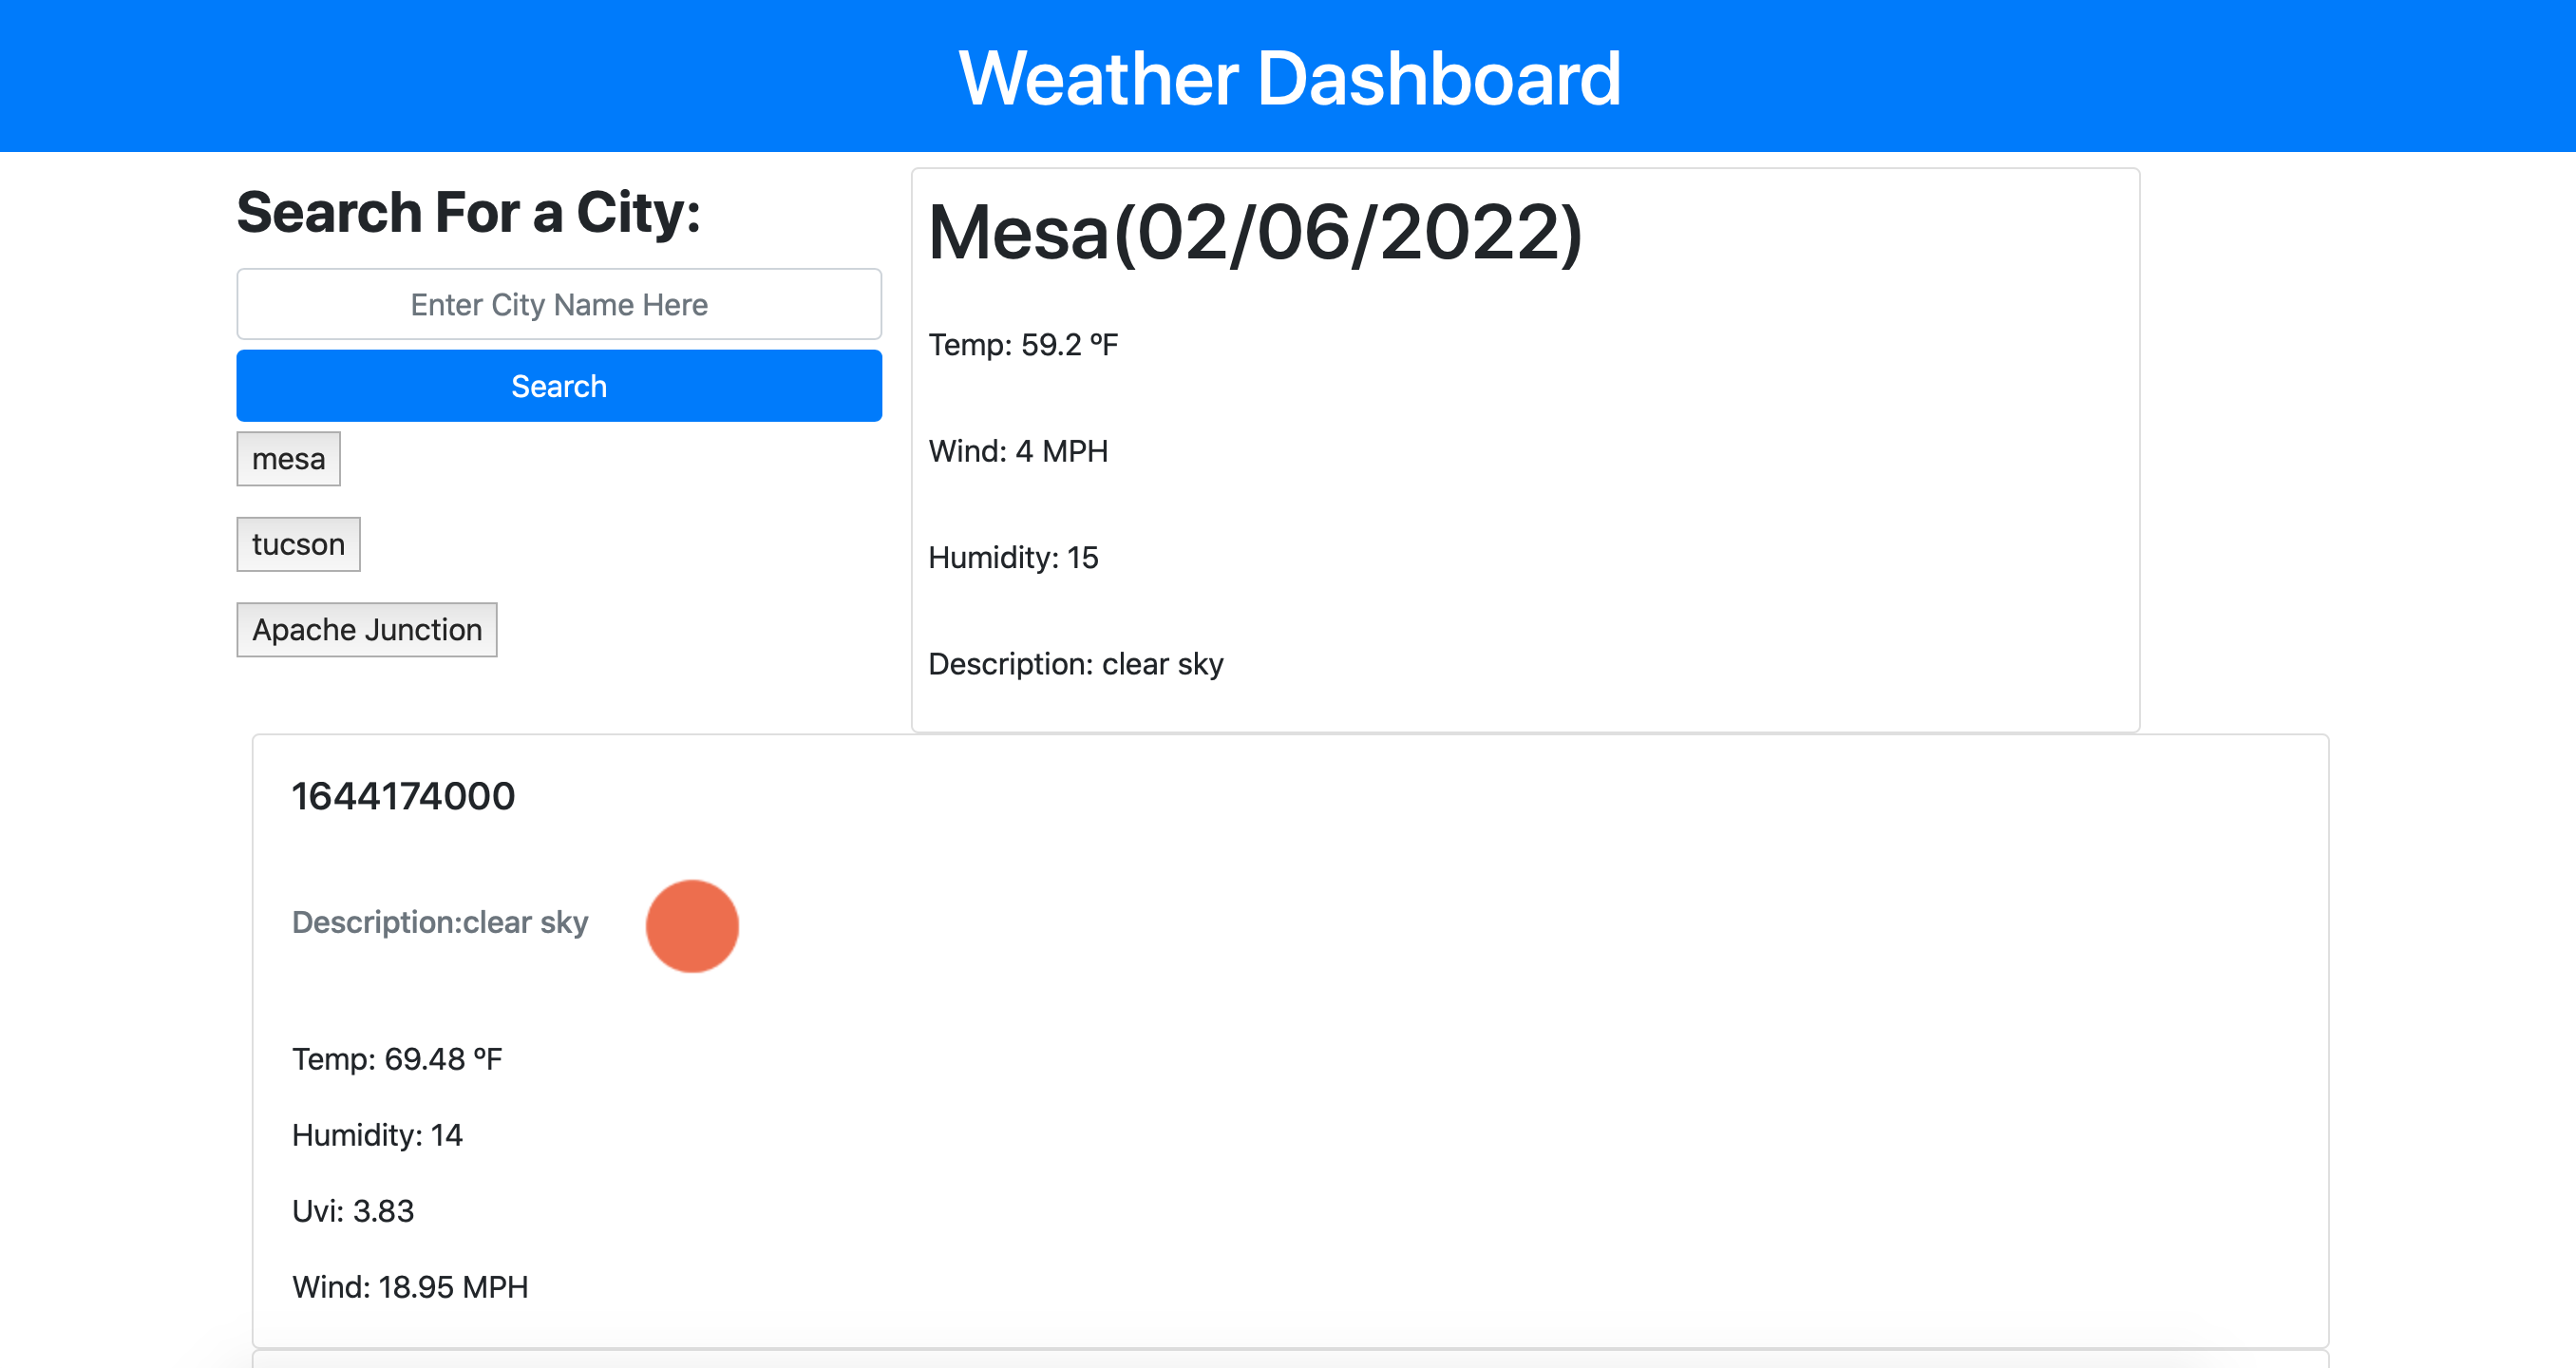 Weather Dashboard
Search For a City:
Enter City Name Here
Search
mesa
tucson
Apache Junction
Mesa(02/06/2022)
Temp: 59.2 ºF
Wind: 4 MPH
Humidity: 15
Description: clear sky
1644174000
Description:clear sky
Temp: 69.48 ºF
Humidity: 14
Uvi: 3.83
Wind: 18.95 MPH